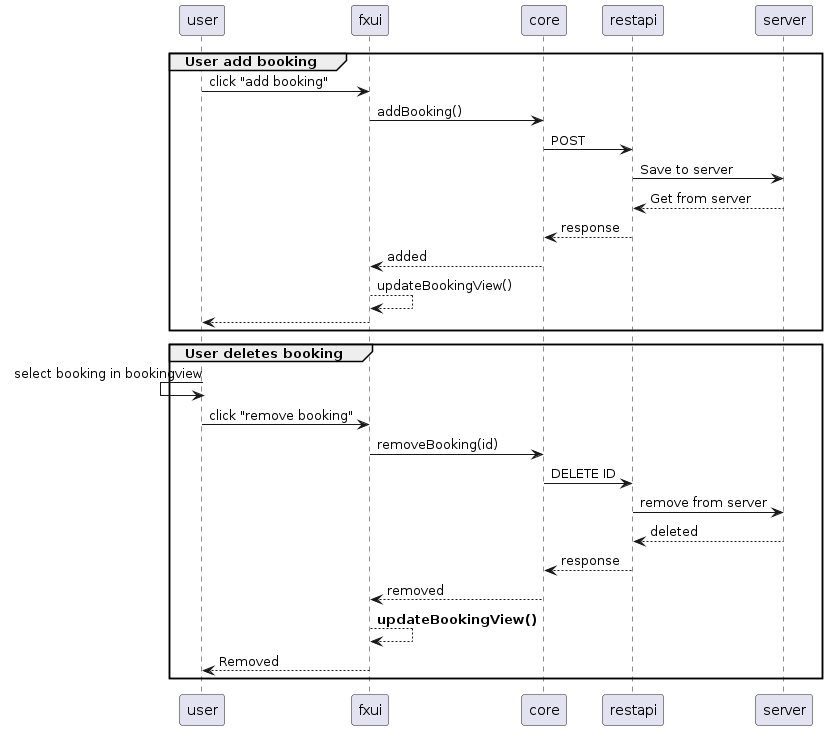 user fxui core restapi server
User add booking
click "add booking"
addBooking()
POST
Save to server
Get from server
response
added
updateBookingView()
User deletes booking
select booking in bookingview
click "remove booking"
removeBooking(id)
DELETE ID
remove from server
deleted
response
removed
updateBookingView()
Removed
user fxui core restapi server